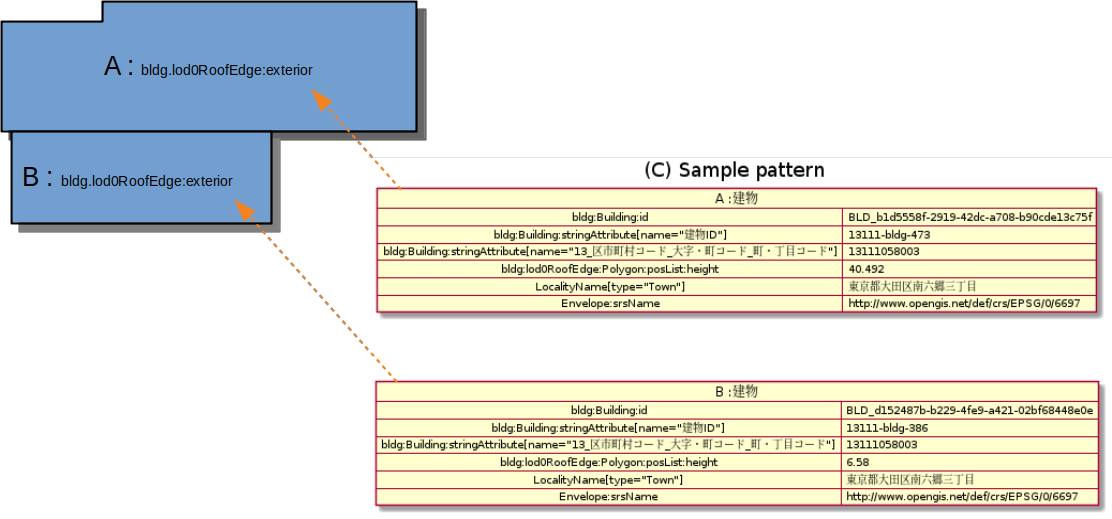 A : bldg.lod0RoofEdge:exterior
B : bldg.lod0RoofEdge:exterior
(C) Sample pattern
A :建物
bldg:Building:id BLD_b1d5558f-2919-42dc-a708-b90cde13c75f
bldg:Building:stringAttribute[name="建物ID"] 13111-bldg-473
bldg:Building:stringAttribute[name="13_区市町村コード_大字・町コード_町・丁目コード"] 13111058003
bldg:lod0RoofEdge:Polygon:posList:height 40.492
LocalityName[type="Town"] 東京都大田区南六郷三丁目
Envelope:srsName http://www.opengis.net/def/crs/EPSG/0/6697
B :建物
bldg:Building:id BLD_d152487b-b229-4fe9-a421-02bf68448e0e
bldg:Building:stringAttribute[name="建物ID"] 13111-bldg-386
bldg:Building:stringAttribute[name="13_区市町村コード_大字・町コード_町・丁目コード"] 13111058003
bldg:lod0RoofEdge:Polygon:posList:height 6.58
LocalityName[type="Town"] 東京都大田区南六郷三丁目
Envelope:srsName http://www.opengis.net/def/crs/EPSG/0/6697